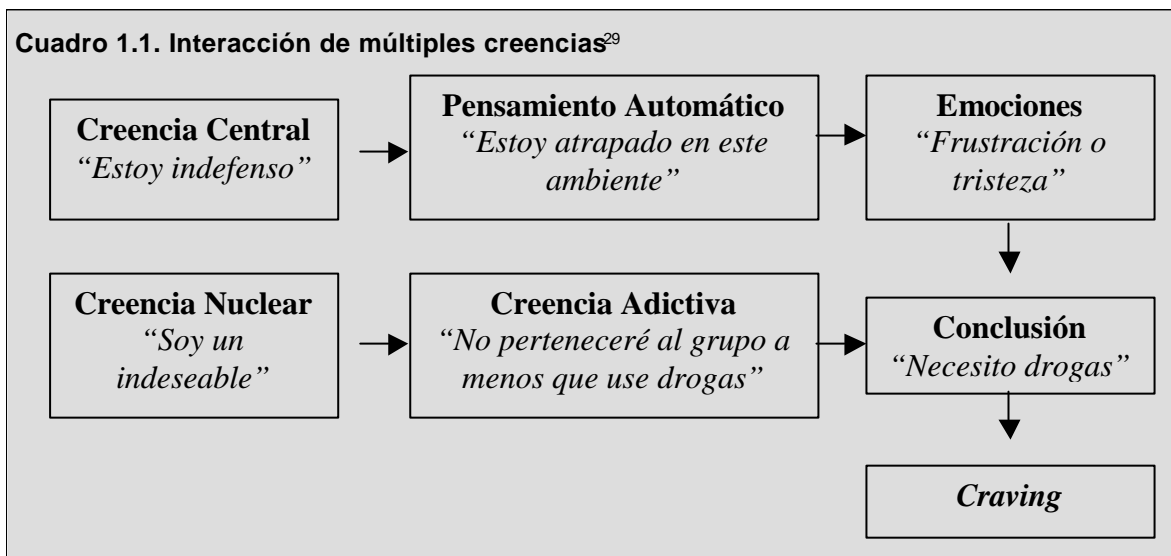 Cuadro 1.1. Interacción de múltiples creencias29
Creencia Central
“Estoy indefenso”
Pensamiento Automático
“Estoy atrapado en este
ambiente”
Emociones
“Frustración o
tristeza”
Creencia Nuclear
“Soy un
indeseable”
Creencia Adictiva
“No perteneceré al grupo a
menos que use drogas”
Conclusión
“Necesito drogas”
Craving